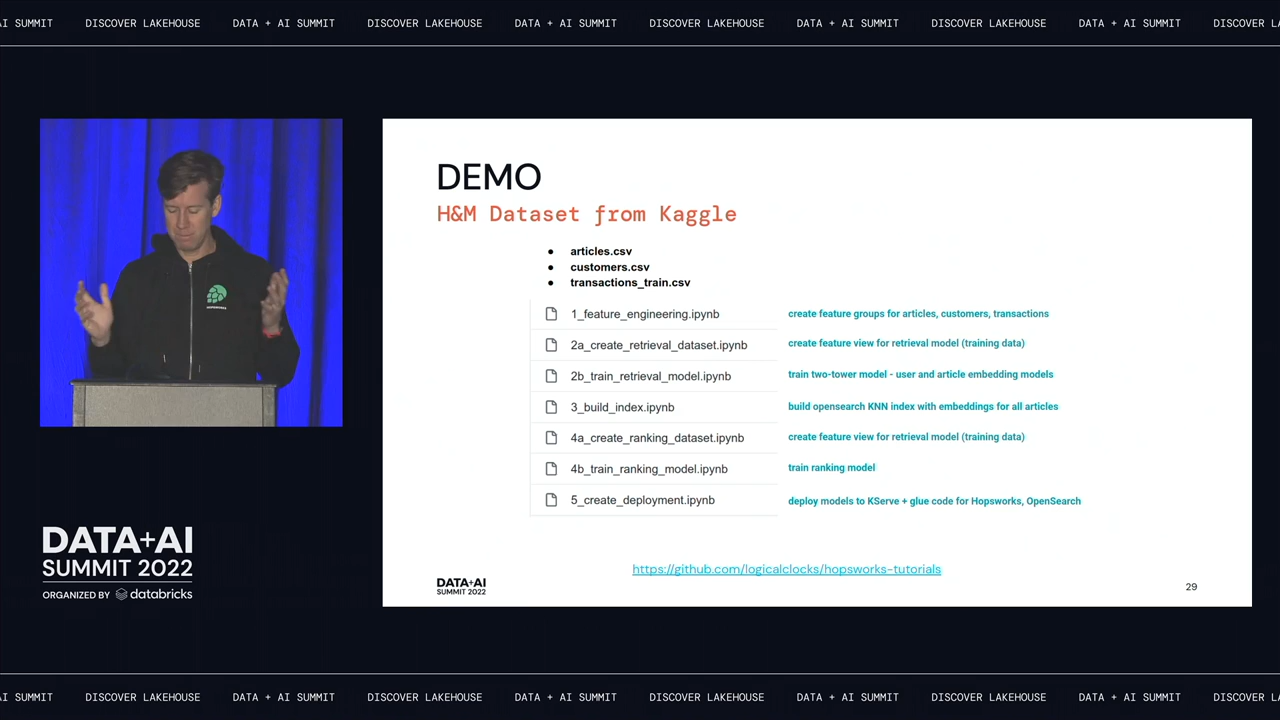 AI SUMMIT DISCOVER LAKEHOUSE DATA + AI SUMMIT DISCOVER LAKEHOUSE DATA + AI SUMMIT DISCOVER LAKEHOUSE DATA + AI SUMMIT DISCOVER LAKEHOUSE DATA + AI SUMMIT DISCOVER L
DEMO
H&M Dataset from Kaggle
● articles.csv
● customers.csv
● transactions_train.csv
1_feature_engineering.ipynb create feature groups for articles, customers, transactions
2a_create_retrieval_dataset.ipynb create feature view for retrieval model (training data)
2b_train_retrieval_model.ipynb train two-tower model - user and article embedding models
3_build_index.ipynb build opensearch KNN index with embeddings for all articles
4a_create_ranking_dataset.ipynb create feature view for retrieval model (training data)
4b_train_ranking_model.ipynb train ranking model
5_create_deployment.ipynb deploy models to KServe + glue code for Hopsworks, OpenSearch
https://github.com/logicalclocks/hopsworks-tutorials
DATA+AI
SUMMIT 2022
29
HOPSWORKS
DATA+AI
SUMMIT 2022
ORGANIZED BY databricks
AI SUMMIT DISCOVER LAKEHOUSE DATA + AI SUMMIT DISCOVER LAKEHOUSE DATA + AI SUMMIT DISCOVER LAKEHOUSE DATA + AI SUMMIT DISCOVER LAKEHOUSE DATA + AI SUMMIT DISCOVER L